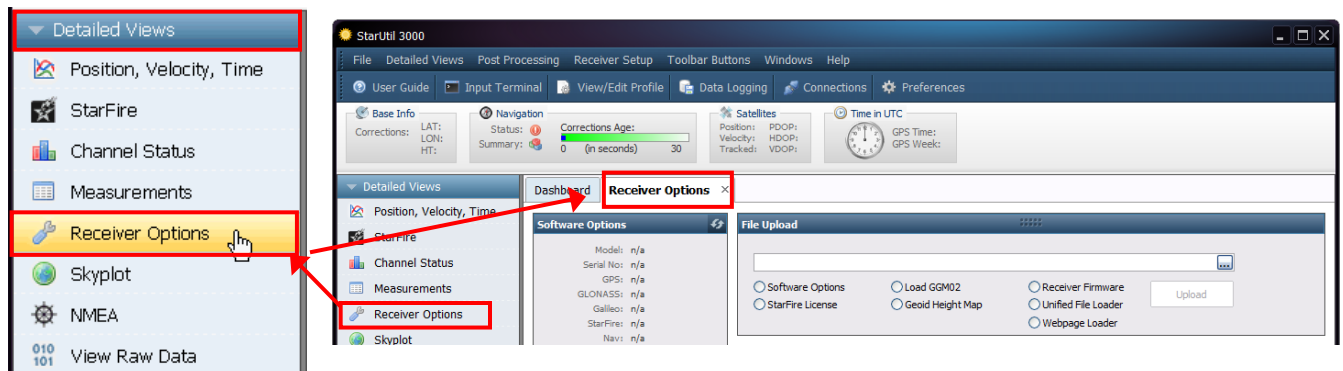 Detailed Views
Position, Velocity, Time
StarFire
Channel Status
Measurements
Receiver Options
Skyplot
NMEA
010
101
View Raw Data
StarUtil 3000
File Detailed Views Post Processing Receiver Setup Toolbar Buttons Windows Help
User Guide Input Terminal View/Edit Profile Data Logging Connections Preferences
Base Info
Corrections: LAT:
LON:
HT:
Navigation
Status:
Summary:
Corrections Age:
0 (in seconds) 30
Satellites
Position: PDOP:
Velocity: HDOP:
Tracked: VDOP:
Time in UTC
GPS Time:
GPS Week:
Detailed Views
Position, Velocity, Time
StarFire
Channel Status
Measurements
Receiver Options
Skyplot
Dashboard Receiver Options ×
Software Options
Model: n/a
Serial No: n/a
GPS: n/a
GLONASS: n/a
Galileo: n/a
StarFire: n/a
Nav: n/a
File Upload
...
Software Options Load GGM02 Receiver Firmware
StarFire License Geoid Height Map Unified File Loader
Webpage Loader
Upload